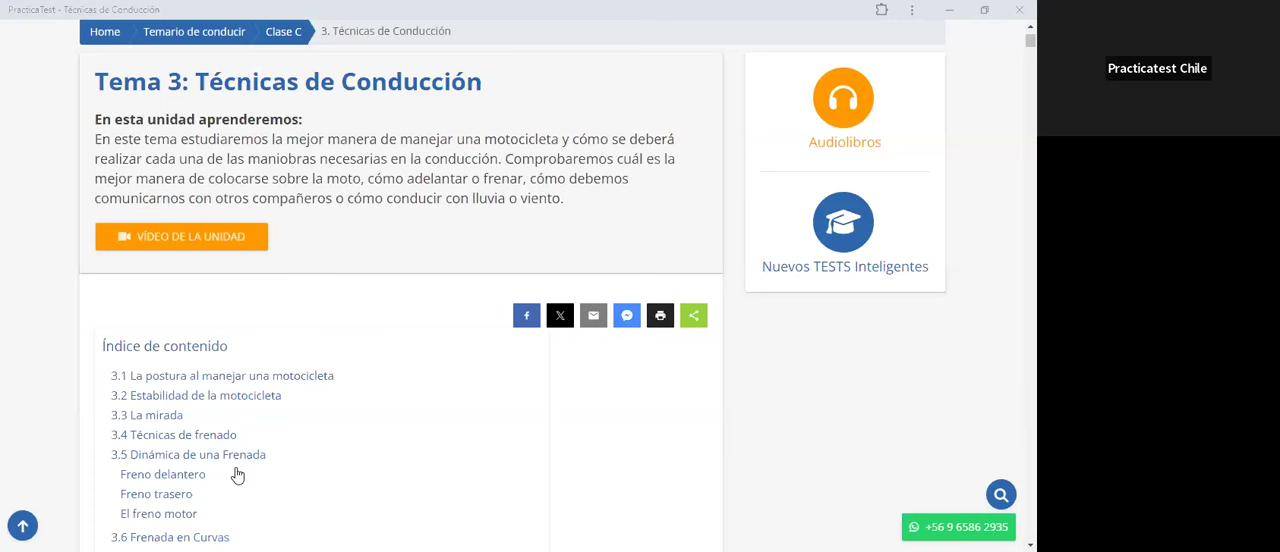 PracticaTest - Técnicas de Conducción
Home
Temario de conducir
Clase C
3. Técnicas de Conducción
Practicatest Chile
Tema 3: Técnicas de Conducción
En esta unidad aprenderemos:
En este tema estudiaremos la mejor manera de manejar una motocicleta y cómo se deberá
realizar cada una de las maniobras necesarias en la conducción. Comprobaremos cuál es la
mejor manera de colocarse sobre la moto, cómo adelantar o frenar, cómo debemos
comunicarnos con otros compañeros o cómo conducir con lluvia o viento.
VÍDEO DE LA UNIDAD
Audiolibros
Nuevos TESTS Inteligentes
Índice de contenido
3.1 La postura al manejar una motocicleta
3.2 Estabilidad de la motocicleta
3.3 La mirada
3.4 Técnicas de frenado
3.5 Dinámica de una Frenada
Freno delantero
Freno trasero
El freno motor
3.6 Frenada en Curvas
+56 9 6586 2935